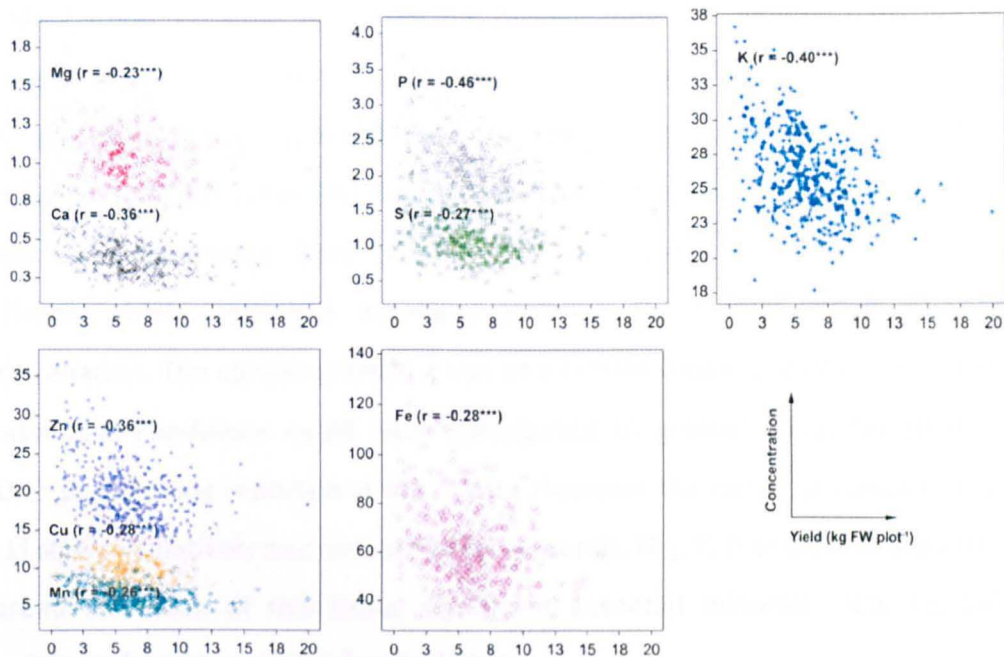 1.8
1.5
1.3
1.0
0.8
0.5
0.3
Mg (r = -0.23***)
Ca (r = -0.36***)
0 3 5 8 10 13 15 18 20
4.0
3.5
3.0
2.5
2.0
1.5
1.0
0.5
P (r = -0.46***)
S (r = -0.27***)
0 3 5 8 10 13 15 18 20
38
35
33
30
28
25
23
20
18
K (r = -0.40***)
0 3 5 8 10 13 15 18 20
35
30
25
20
15
10
5
Zn (r = -0.36***)
Cu (r = -0.28***)
Mn (r = -0.26***)
0 3 5 8 10 13 15 18 20
140
120
100
80
60
40
Fe (r = -0.28***)
0 3 5 8 10 13 15 18 20
Concentration
Yield (kg FW plot⁻¹)